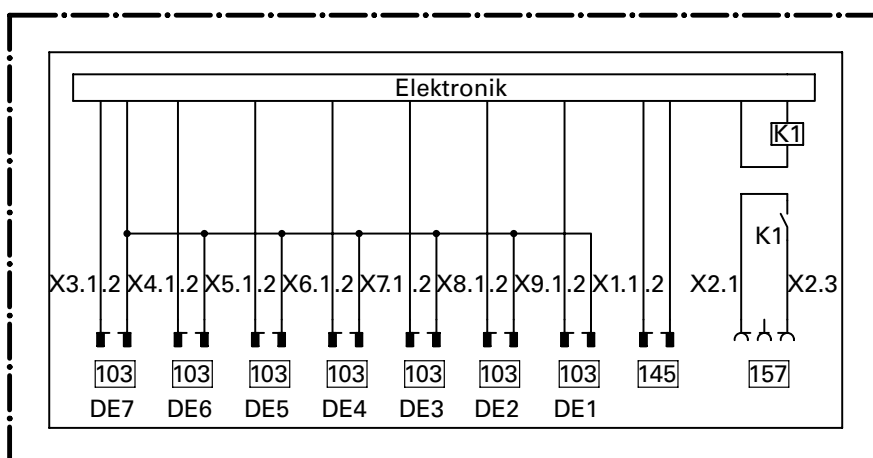 Elektronik
K1
K1
X3.1 .2 X4.1 .2 X5.1 .2 X6.1 .2 X7.1 .2 X8.1 .2 X9.1 .2 X1.1 .2 X2.1 X2.3
103 103 103 103 103 103 103 145 157
DE7 DE6 DE5 DE4 DE3 DE2 DE1